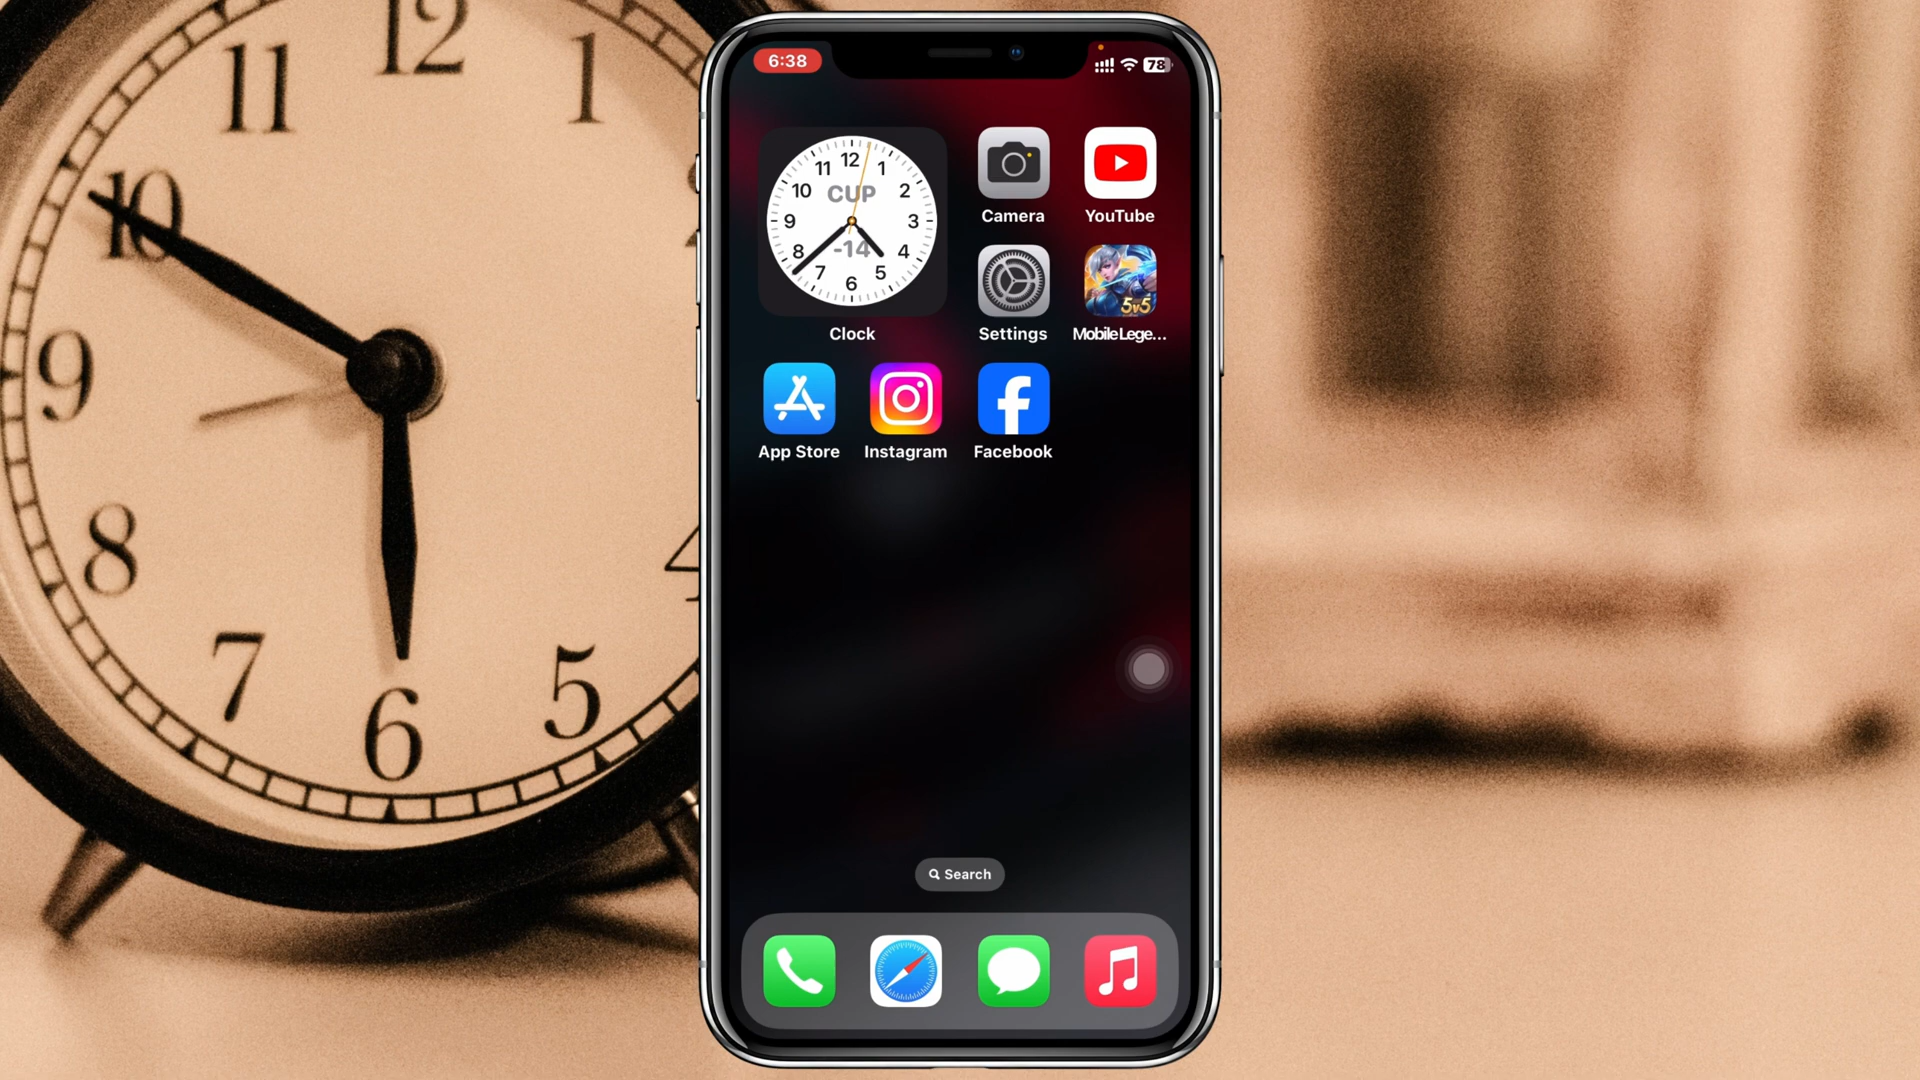 12
11
1
10
9
8
7
5
6
6:38
78
12
11
1
10
CUP
2
9
3
8
-14
4
7
5
6
Clock
Camera
YouTube
Settings
5v5
MobileLege...
App Store
Instagram
Facebook
Search